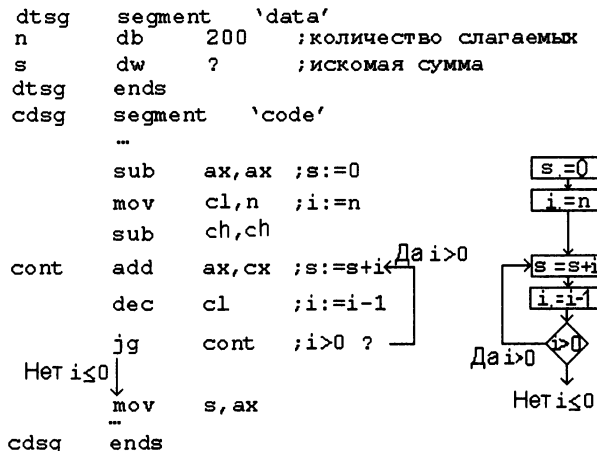 dtsg segment ‘data’
n db 200 ;количество слагаемых
s dw ? ;искомая сумма
dtsg ends
cdsg segment ‘code’
…
sub ax,ax ;s:=0
mov cl,n ;i:=n
sub ch,ch
cont add ax,cx ;s:=s+i
Да i>0
dec cl ;i:=i-1
jg cont ;i>0 ?
Нет i≤0
mov s,ax
…
cdsg ends
s.=0
i.=n
s=s+i
i.=i-1
i>0
Да i>0
Нет i≤0